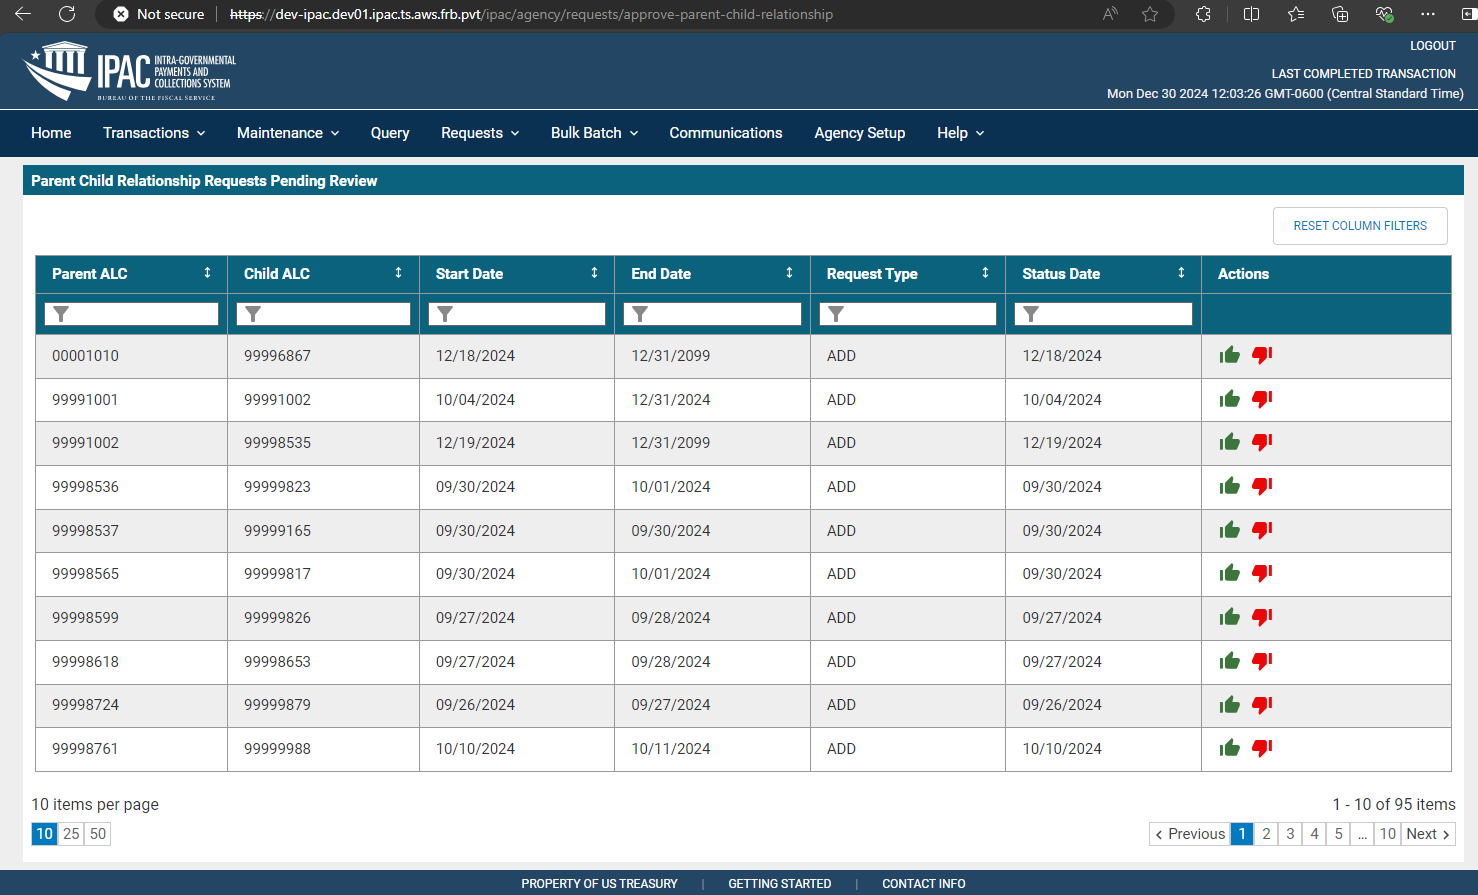 Not secure https://dev-ipac.dev01.ipac.ts.aws.frb.pvt/ipac/agency/requests/approve-parent-child-relationship
LOGOUT
IPAC INTRA-GOVERNMENTAL
PAYMENTS AND
COLLECTIONS SYSTEM
BUREAU OF THE FISCAL SERVICE
LAST COMPLETED TRANSACTION
Mon Dec 30 2024 12:03:26 GMT-0600 (Central Standard Time)
Home Transactions Maintenance Query Requests Bulk Batch Communications Agency Setup Help
Parent Child Relationship Requests Pending Review
RESET COLUMN FILTERS
Parent ALC Child ALC Start Date End Date Request Type Status Date Actions
00001010 99996867 12/18/2024 12/31/2099 ADD 12/18/2024
99991001 99991002 10/04/2024 12/31/2024 ADD 10/04/2024
99991002 99998535 12/19/2024 12/31/2099 ADD 12/19/2024
99998536 99999823 09/30/2024 10/01/2024 ADD 09/30/2024
99998537 99999165 09/30/2024 09/30/2024 ADD 09/30/2024
99998565 99999817 09/30/2024 10/01/2024 ADD 09/30/2024
99998599 99999826 09/27/2024 09/28/2024 ADD 09/27/2024
99998618 99998653 09/27/2024 09/28/2024 ADD 09/27/2024
99998724 99999879 09/26/2024 09/27/2024 ADD 09/26/2024
99998761 99999988 10/10/2024 10/11/2024 ADD 10/10/2024
10 items per page 1 - 10 of 95 items
10 25 50 ‹ Previous 1 2 3 4 5 ... 10 Next ›
PROPERTY OF US TREASURY | GETTING STARTED | CONTACT INFO